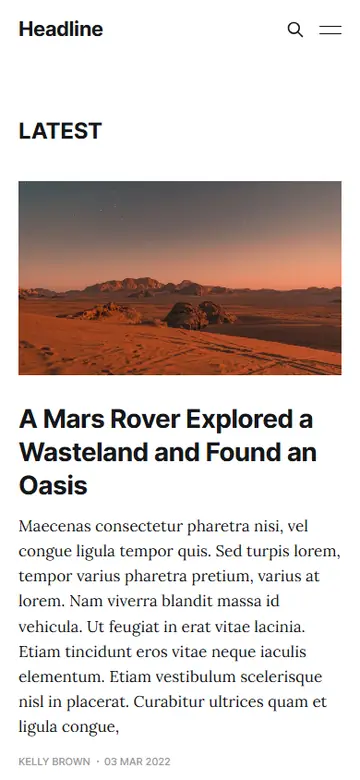 Headline
LATEST
A Mars Rover Explored a
Wasteland and Found an
Oasis
Maecenas consectetur pharetra nisi, vel
congue ligula tempor quis. Sed turpis lorem,
tempor varius pharetra pretium, varius at
lorem. Nam viverra blandit massa id
vehicula. Ut feugiat in erat vitae lacinia.
Etiam tincidunt eros vitae neque iaculis
elementum. Etiam vestibulum scelerisque
nisl in placerat. Curabitur ultrices quam et
ligula congue,
KELLY BROWN • 03 MAR 2022